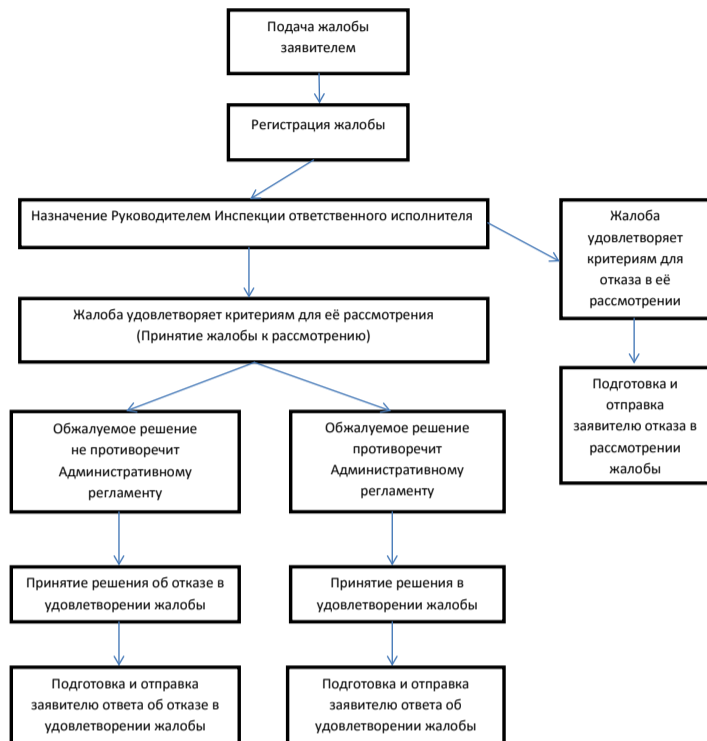 Подача жалобы
заявителем
Регистрация жалобы
Назначение Руководителем Инспекции ответственного исполнителя
Жалоба
удовлетворяет
критериям для
отказа в её
рассмотрении
Жалоба удовлетворяет критериям для её рассмотрения
(Принятие жалобы к рассмотрению)
Подготовка и
отправка
заявителю отказа в
рассмотрении
жалобы
Обжалуемое решение
не противоречит
Административному
регламенту
Обжалуемое решение
противоречит
Административному
регламенту
Принятие решения об отказе в
удовлетворении жалобы
Принятие решения в
удовлетворении жалобы
Подготовка и отправка
заявителю ответа об отказе в
удовлетворении жалобы
Подготовка и отправка
заявителю ответа об
удовлетворении жалобы